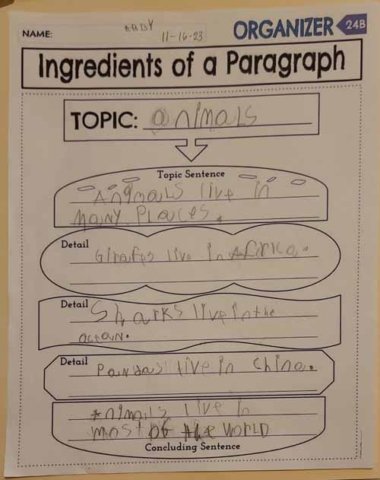 NAME:
11-16-23
ORGANIZER 24B
Ingredients of a Paragraph
TOPIC: animals
Topic Sentence
Animals live in
many Places.
Detail
Girafes live in Africa.
Detail Sharks live in the
octan.
Detail Pandas live in China.
Animals live in
most of the WORLD
Concluding Sentence